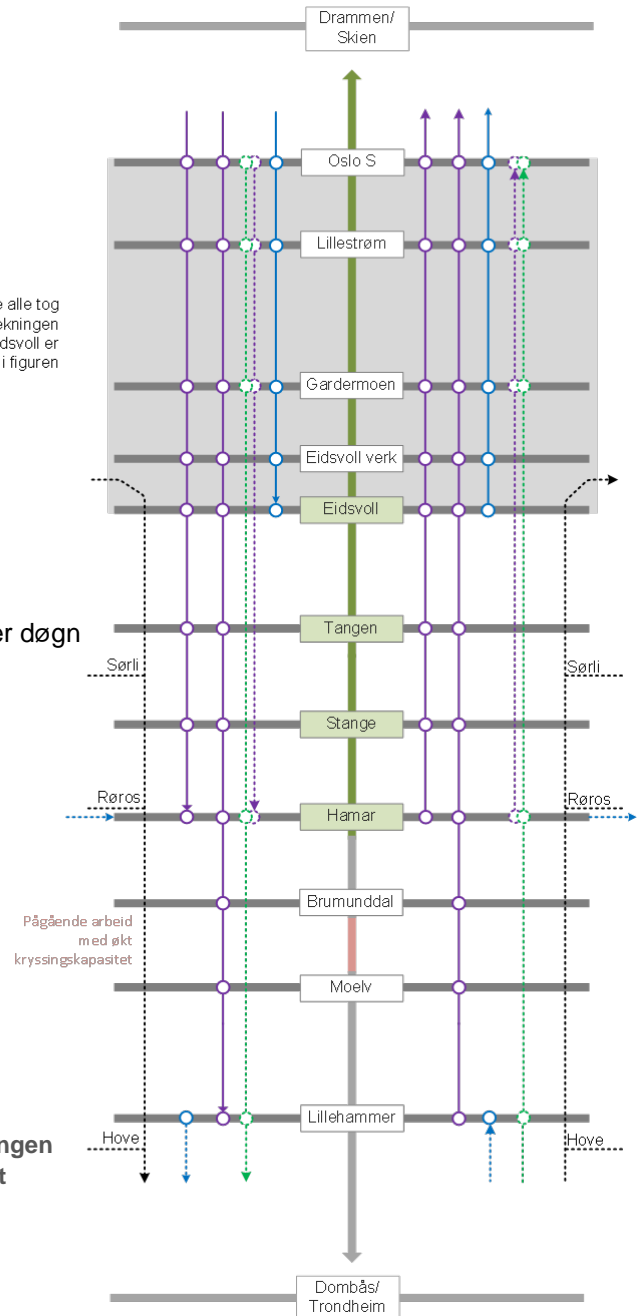 Drammen/
Skien
Oslo S
Lillestrøm
e alle tog
ekningen
dsvoll er
i figuren
Gardermoen
Eidsvoll verk
Eidsvoll
er døgn
Tangen
Sørli
Sørli
Stange
Røros
Røros
Hamar
Brumunddal
Pågående arbeid
med økt
kryssingskapasitet
Moelv
Lillehammer
Hove
Hove
ngen
t
Dombås/
Trondheim